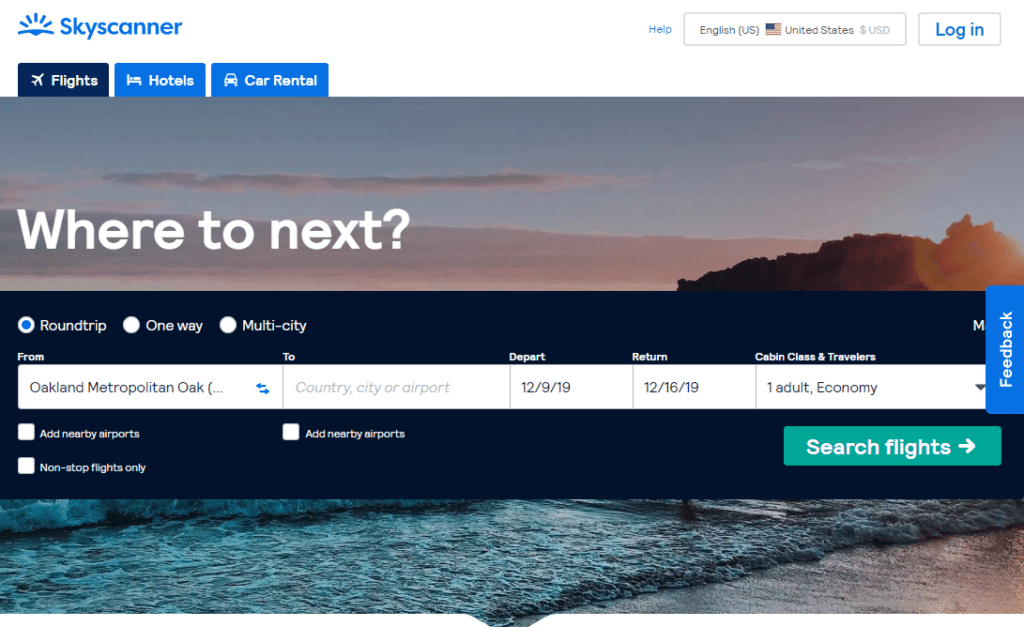 Skyscanner
Help
English (US) United States $ USD
Log in
Flights
Hotels
Car Rental
Where to next?
Roundtrip One way Multi-city
From To Depart Return Cabin Class & Travelers
Oakland Metropolitan Oak (... Country, city or airport 12/9/19 12/16/19 1 adult, Economy
Add nearby airports Add nearby airports
Non-stop flights only
Search flights
Feedback